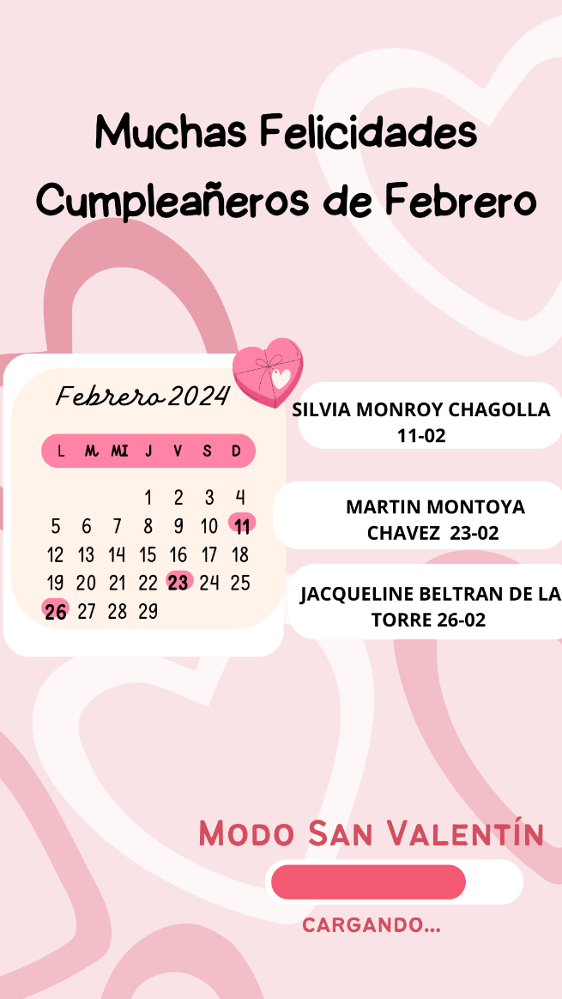 Muchas Felicidades
Cumpleañeros de Febrero
Febrero 2024
L M MI J V S D
1 2 3 4
5 6 7 8 9 10 11
12 13 14 15 16 17 18
19 20 21 22 23 24 25
26 27 28 29
SILVIA MONROY CHAGOLLA
11-02
MARTIN MONTOYA
CHAVEZ 23-02
JACQUELINE BELTRAN DE LA
TORRE 26-02
MODO SAN VALENTÍN
CARGANDO...